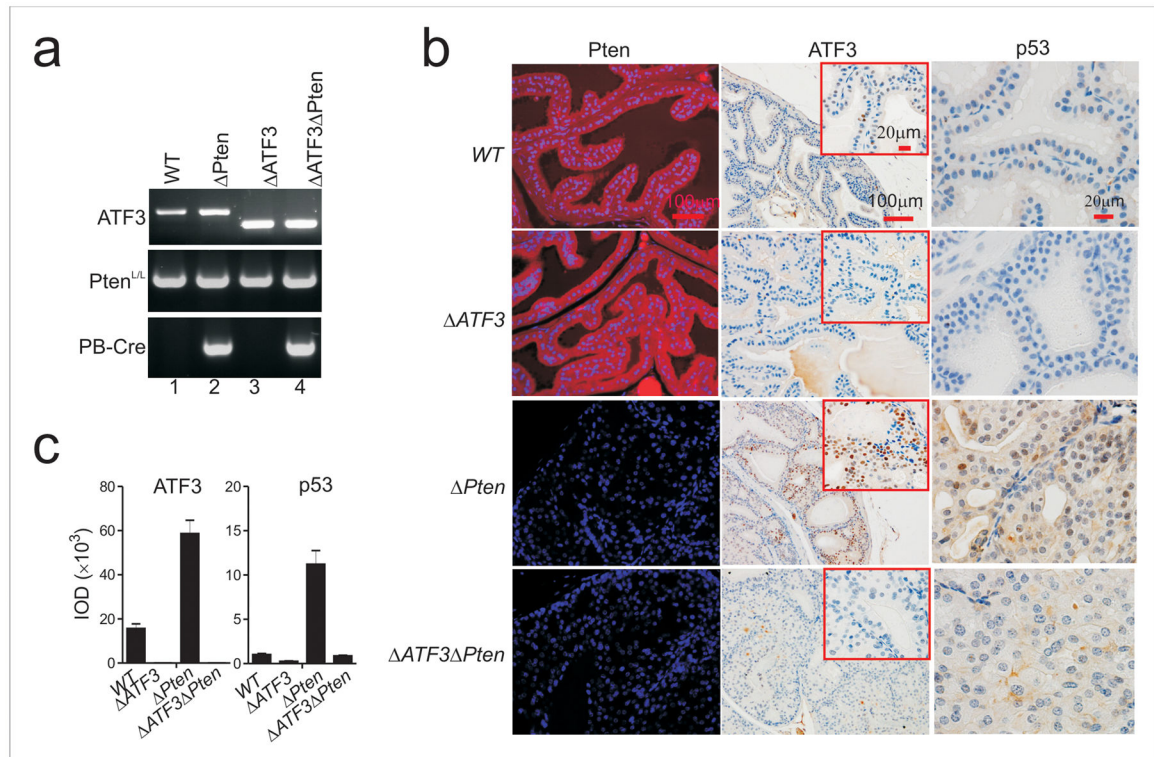 a
WT
ΔPten
ΔATF3
ΔATF3ΔPten
ATF3
Pten^L/L
PB-Cre
1 2 3 4
b
Pten ATF3 p53
WT
100μm
20μm
100μm
20μm
ΔATF3
ΔPten
ΔATF3ΔPten
c
ATF3
IOD (×10³)
80
60
40
20
0
WT
ΔATF3
ΔPten
ΔATF3ΔPten
p53
20
15
10
5
0
WT
ΔATF3
ΔPten
ΔATF3ΔPten